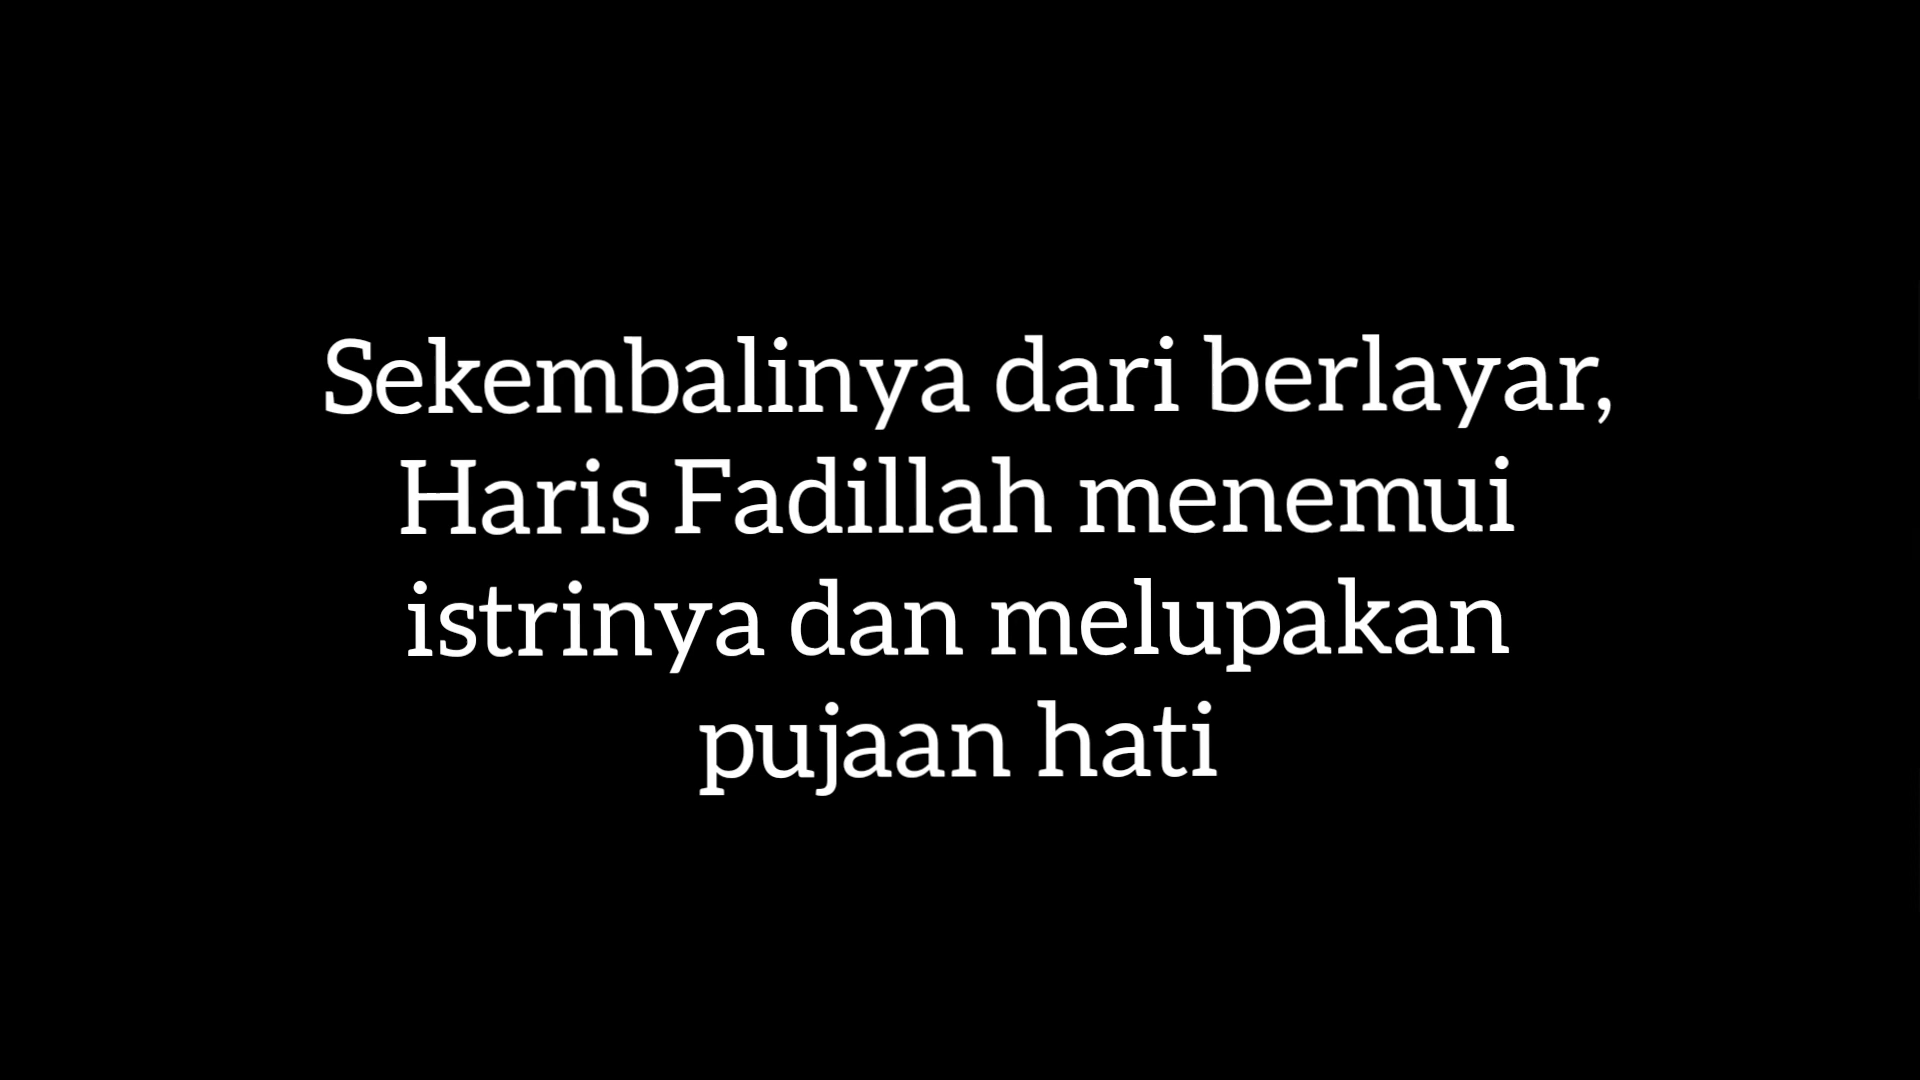 Sekembalinya dari berlayar,
Haris Fadillah menemui
istrinya dan melupakan
pujaan hati